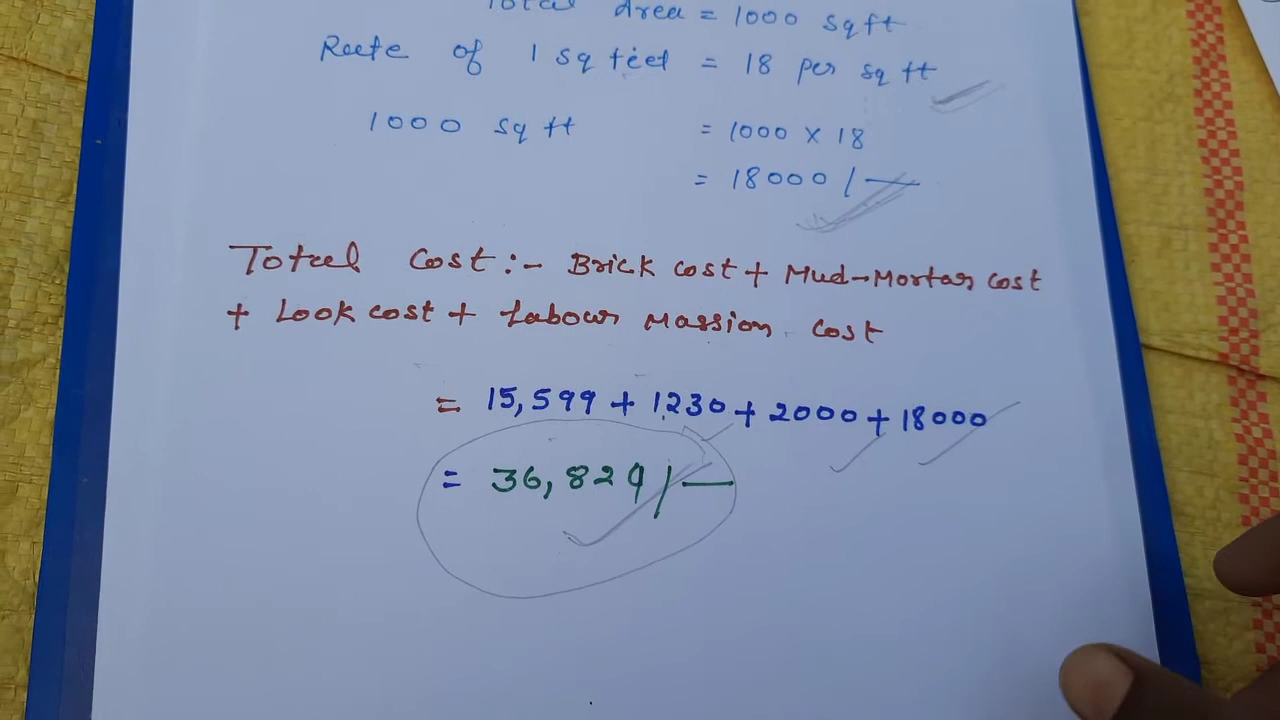 Total Area = 1000 sqft
Rate of 1 sq feet = 18 per sq ft
1000 sq ft = 1000 x 18
= 18000/-
Total Cost:- Brick cost + Mud-Mortar cost
+ Look cost + Labour Massion cost
= 15,599 + 1230 + 2000 + 18000
= 36,829/-